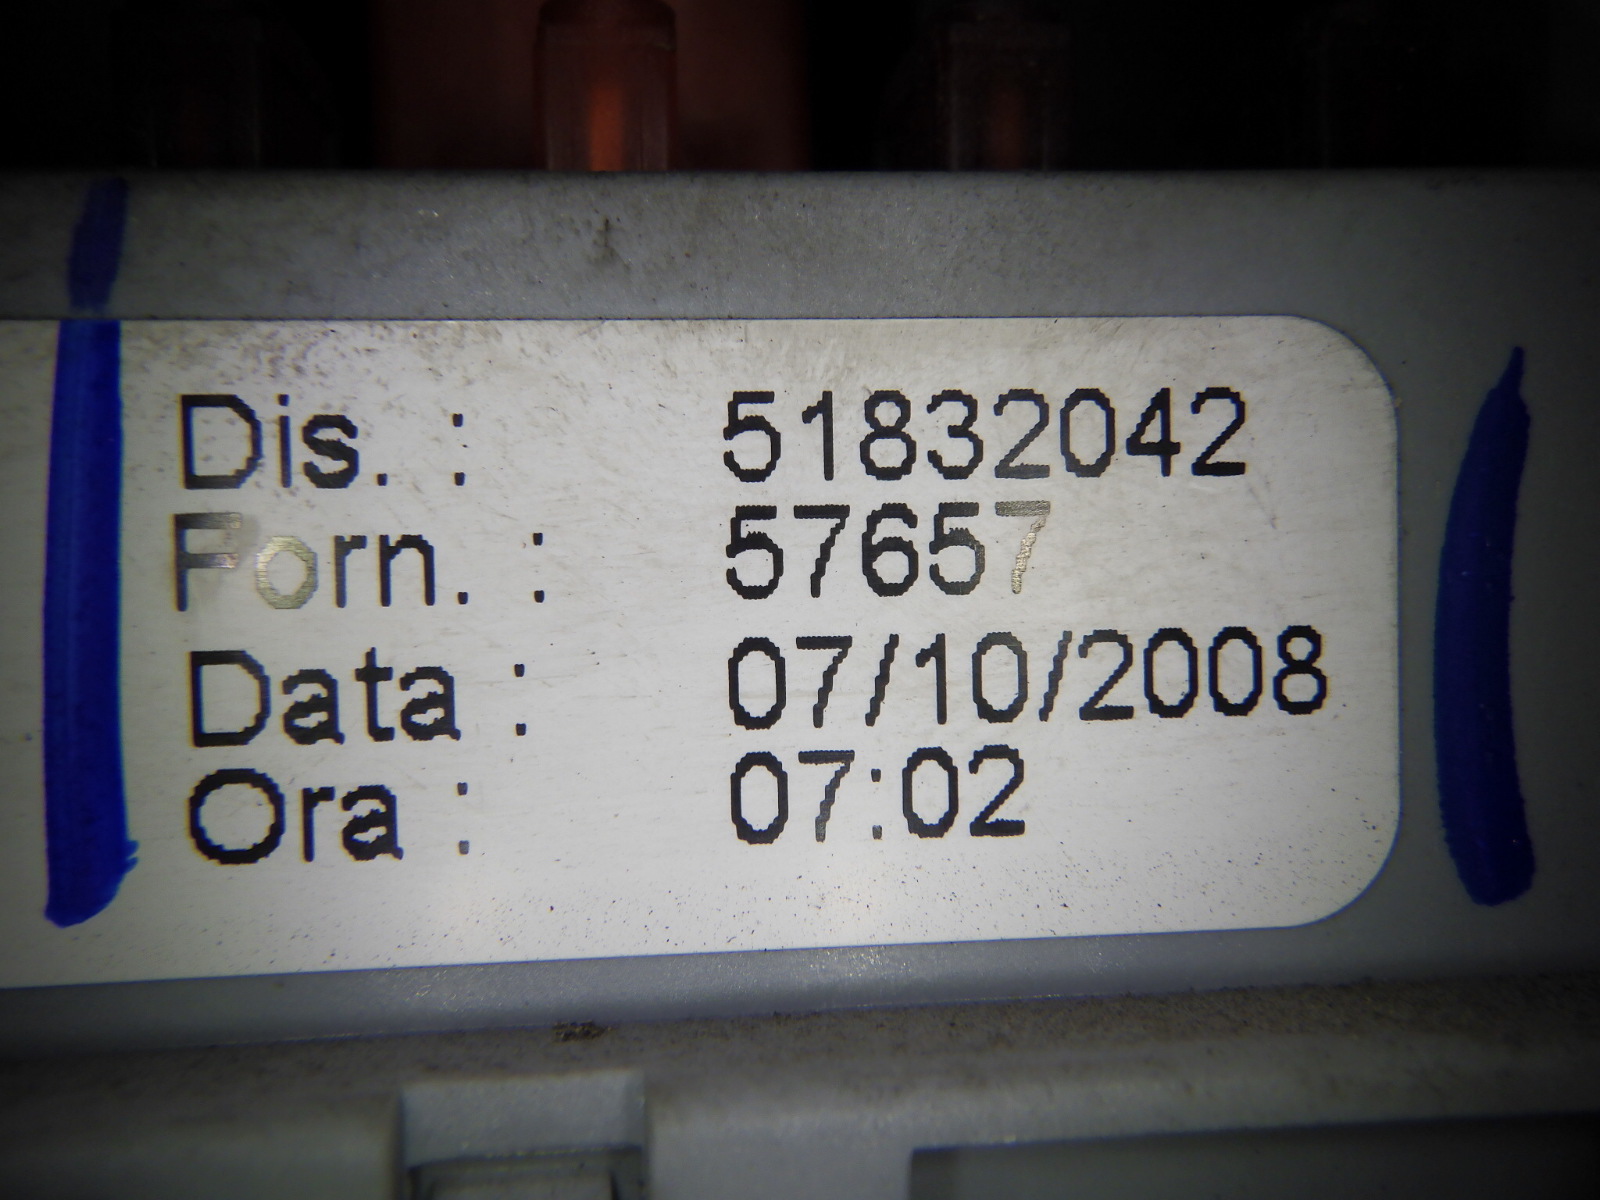 Dis. : 51832042
Forn. : 57657
Data : 07/10/2008
Ora : 07:02